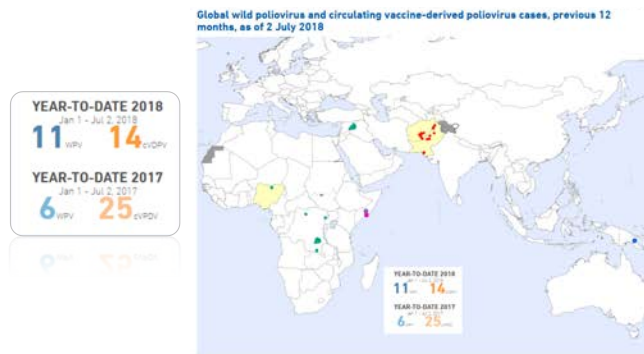 Global wild poliovirus and circulating vaccine-derived poliovirus cases, previous 12
months, as of 2 July 2018
YEAR-TO-DATE 2018
Jan 1 - Jul 2, 2018
11 WPV 14 cVDPV
YEAR-TO-DATE 2017
Jan 1 - Jul 2, 2017
6 WPV 25 cVPDV
YEAR-TO-DATE 2018
11 14
YEAR-TO-DATE 2017
6 25